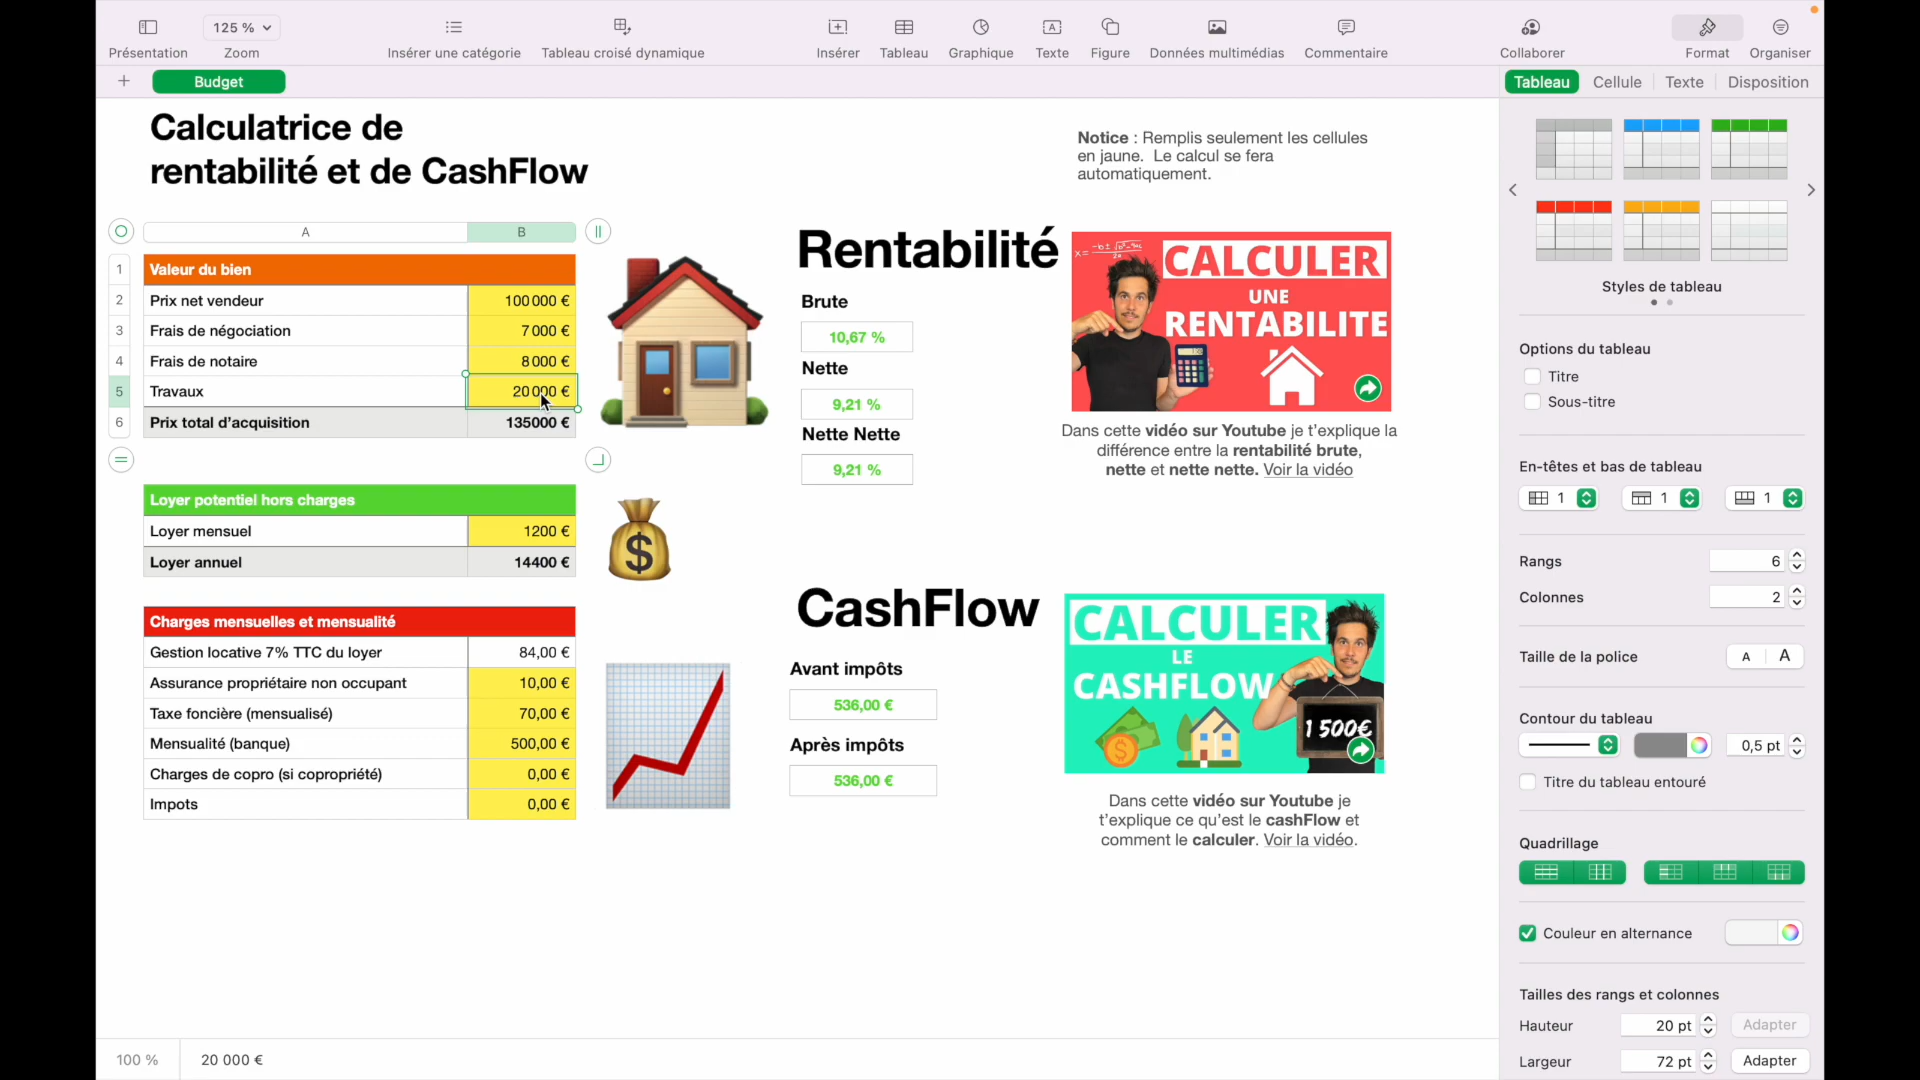 125 %
Présentation
Zoom
Insérer une catégorie
Tableau croisé dynamique
Insérer
Tableau
Graphique
Texte
Figure
Données multimédias
Commentaire
Collaborer
Format
Organiser
Budget
Tableau
Cellule
Texte
Disposition
Calculatrice de
rentabilité et de CashFlow
Notice : Remplis seulement les cellules
en jaune. Le calcul se fera
automatiquement.
A
B
1 Valeur du bien
2 Prix net vendeur 100 000 €
3 Frais de négociation 7 000 €
4 Frais de notaire 8 000 €
5 Travaux 20 000 €
6 Prix total d’acquisition 135000 €
Loyer potentiel hors charges
Loyer mensuel 1200 €
Loyer annuel 14400 €
Charges mensuelles et mensualité
Gestion locative 7% TTC du loyer 84,00 €
Assurance propriétaire non occupant 10,00 €
Taxe foncière (mensualisé) 70,00 €
Mensualité (banque) 500,00 €
Charges de copro (si copropriété) 0,00 €
Impots 0,00 €
Rentabilité
Brute
10,67 %
Nette
9,21 %
Nette Nette
9,21 %
CALCULER
UNE
RENTABILITE
Dans cette vidéo sur Youtube je t’explique la
différence entre la rentabilité brute,
nette et nette nette. Voir la vidéo
$
CashFlow
Avant impôts
536,00 €
Après impôts
536,00 €
CALCULER
LE
CASHFLOW
1 500€
Dans cette vidéo sur Youtube je
t’explique ce qu’est le cashFlow et
comment le calculer. Voir la vidéo.
Styles de tableau
Options du tableau
Titre
Sous-titre
En-têtes et bas de tableau
1
1
1
Rangs 6
Colonnes 2
Taille de la police A A
Contour du tableau
0,5 pt
Titre du tableau entouré
Quadrillage
Couleur en alternance
Tailles des rangs et colonnes
Hauteur 20 pt Adapter
Largeur 72 pt Adapter
100 %
20 000 €